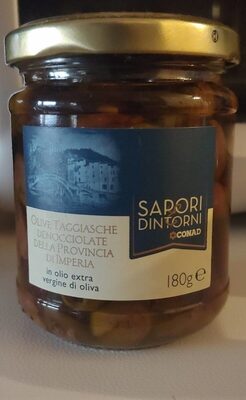 SAPORI
DINTORNI
CONAD
OLIVE TAGGIASCHE
DENOCCIOLATE
DELLA PROVINCIA
DI IMPERIA
in olio extra
vergine di oliva
180g e